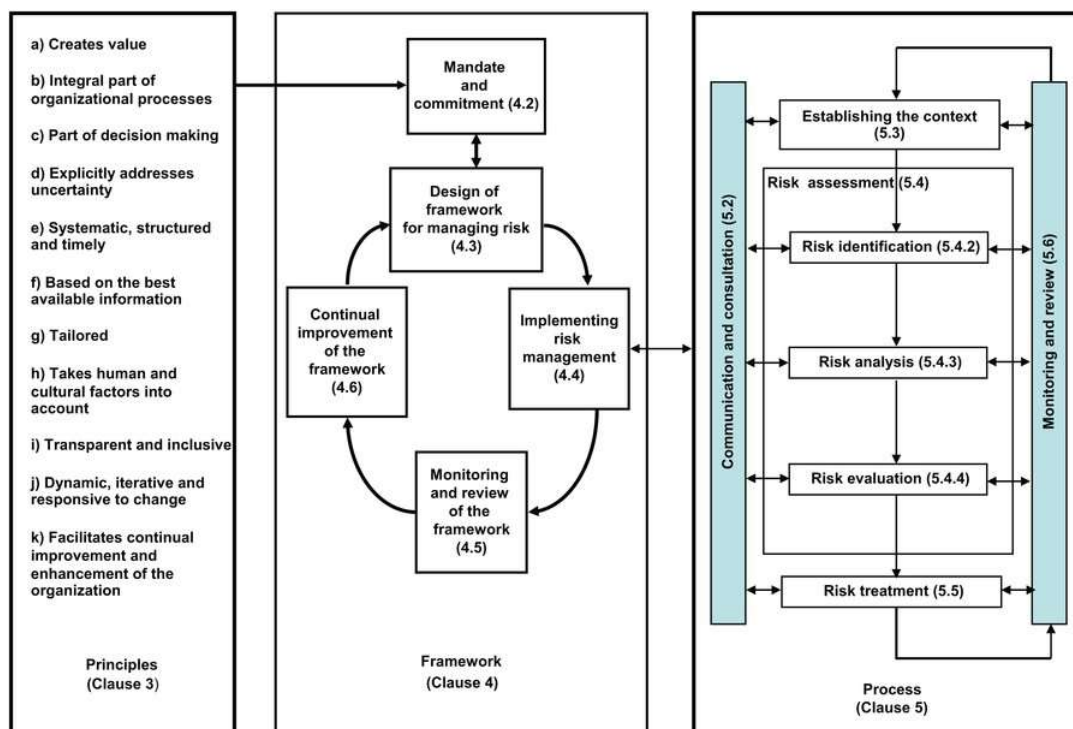 a) Creates value
b) Integral part of
organizational processes
c) Part of decision making
d) Explicitly addresses
uncertainty
e) Systematic, structured
and timely
f) Based on the best
available information
g) Tailored
h) Takes human and
cultural factors into
account
i) Transparent and inclusive
j) Dynamic, iterative and
responsive to change
k) Facilitates continual
improvement and
enhancement of the
organization
Principles
(Clause 3)
Mandate
and
commitment (4.2)
Design of
framework
for managing risk
(4.3)
Continual
improvement
of the
framework
(4.6)
Implementing
risk
management
(4.4)
Monitoring
and review
of the
framework
(4.5)
Framework
(Clause 4)
Communication and consultation (5.2)
Establishing the context
(5.3)
Risk assessment (5.4)
Risk identification (5.4.2)
Risk analysis (5.4.3)
Risk evaluation (5.4.4)
Risk treatment (5.5)
Monitoring and review (5.6)
Process
(Clause 5)